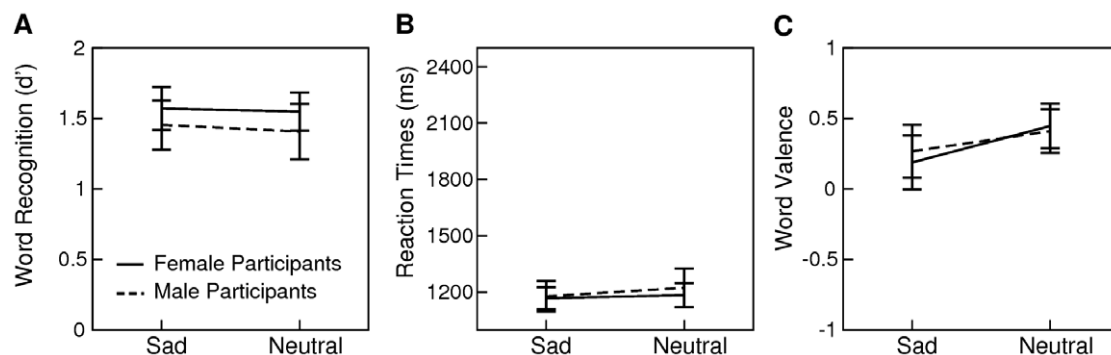 A
Word Recognition (d')
2
1.5
1
0.5
0
Female Participants
Male Participants
Sad Neutral
B
Reaction Times (ms)
2400
2100
1800
1500
1200
Sad Neutral
C
Word Valence
1
0.5
0
-0.5
-1
Sad Neutral